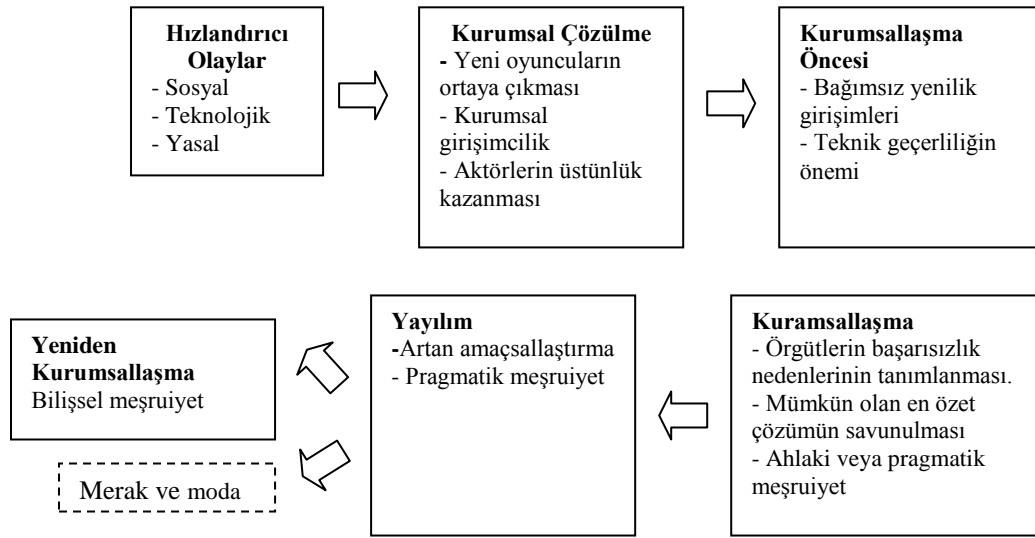 Hızlandırıcı
Olaylar
- Sosyal
- Teknolojik
- Yasal
Kurumsal Çözülme
- Yeni oyuncuların
ortaya çıkması
- Kurumsal
girişimcilik
- Aktörlerin üstünlük
kazanması
Kurumsallaşma
Öncesi
- Bağımsız yenilik
girişimleri
- Teknik geçerliliğin
önemi
Kuramsallaşma
- Örgütlerin başarısızlık
nedenlerinin tanımlanması.
- Mümkün olan en özet
çözümün savunulması
- Ahlaki veya pragmatik
meşruiyet
Yayılım
-Artan amaçsallaştırma
- Pragmatik meşruiyet
Yeniden
Kurumsallaşma
Bilişsel meşruiyet
Merak ve moda